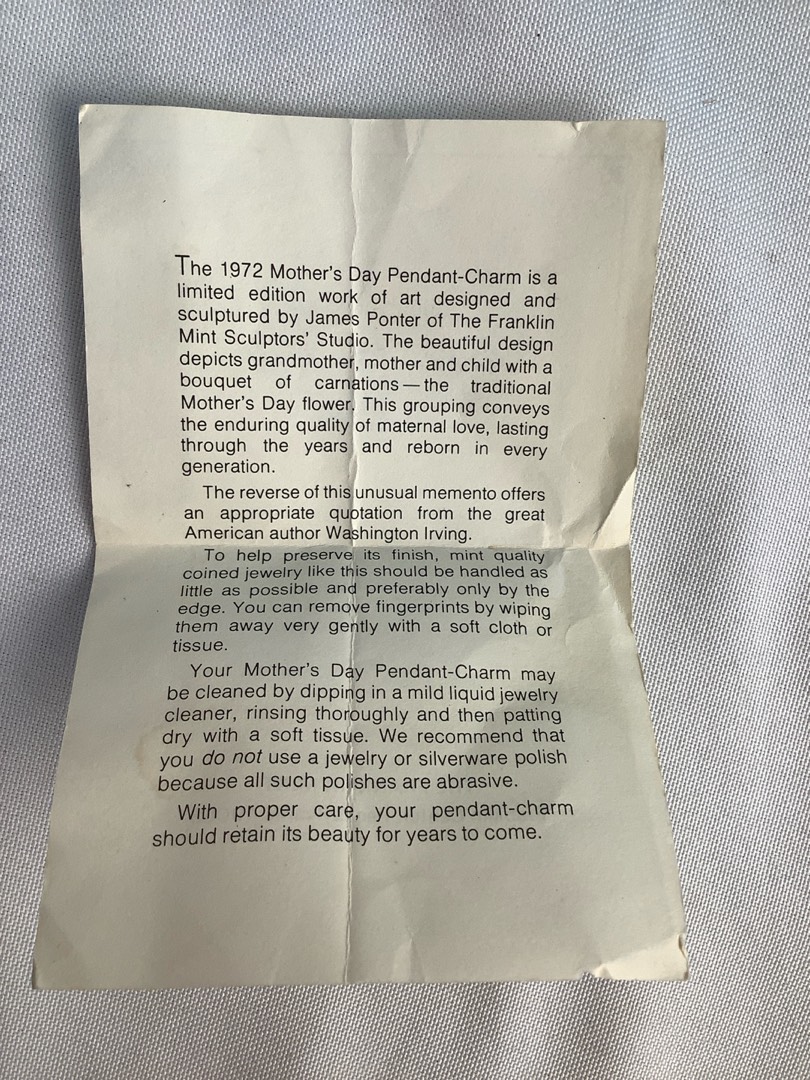 The 1972 Mother's Day Pendant-Charm is a
limited edition work of art designed and
sculptured by James Ponter of The Franklin
Mint Sculptors' Studio. The beautiful design
depicts grandmother, mother and child with a
bouquet of carnations—the traditional
Mother's Day flower. This grouping conveys
the enduring quality of maternal love, lasting
through the years and reborn in every
generation.
The reverse of this unusual memento offers
an appropriate quotation from the great
American author Washington Irving.
To help preserve its finish, mint quality
coined jewelry like this should be handled as
little as possible and preferably only by the
edge. You can remove fingerprints by wiping
them away very gently with a soft cloth or
tissue.
Your Mother's Day Pendant-Charm may
be cleaned by dipping in a mild liquid jewelry
cleaner, rinsing thoroughly and then patting
dry with a soft tissue. We recommend that
you do not use a jewelry or silverware polish
because all such polishes are abrasive.
With proper care, your pendant-charm
should retain its beauty for years to come.